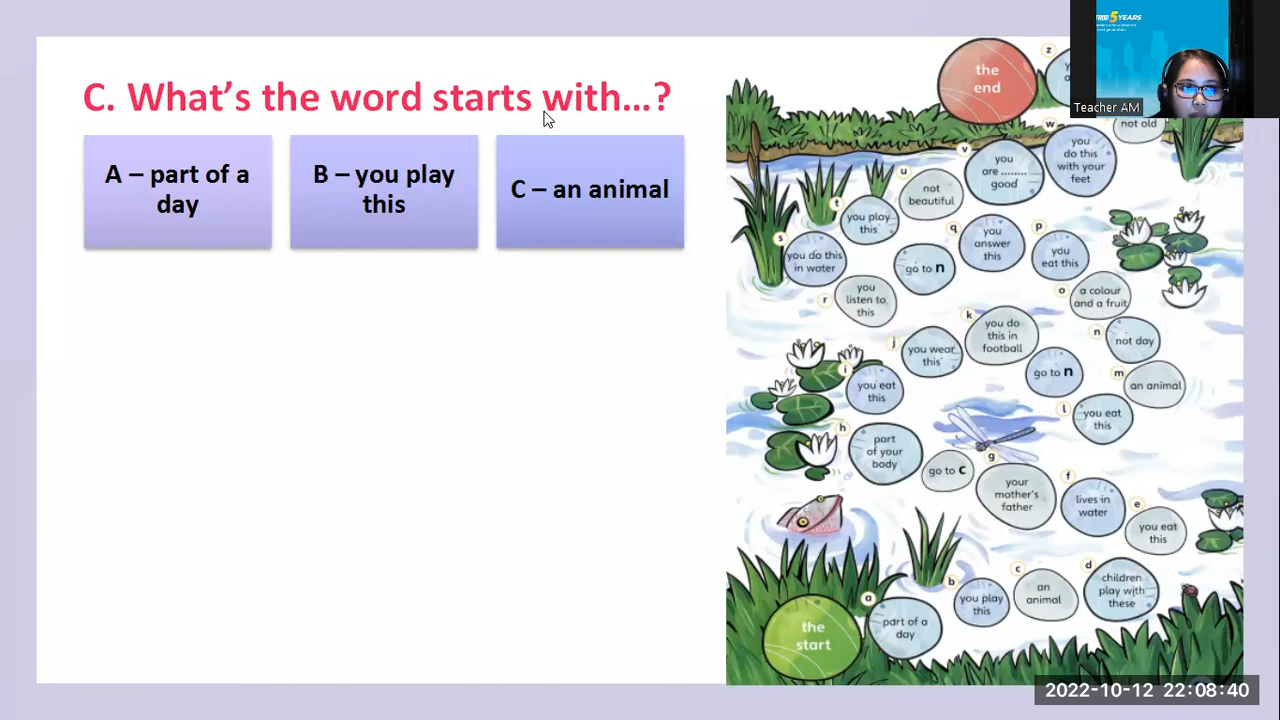 C. What's the word starts with...?
A – part of a
day
B – you play
this
C – an animal
5 YEARS
Teacher AM
the
end
z
not old
w
you
do this
with your
feet
v
you
are ........
good
u
not
beautiful
t
you play
this
s
you do this
in water
r
you
listen to
this
go to n
q
you
answer
this
p
you
eat this
o
a colour
and a fruit
n
not day
m
an animal
go to n
l
you eat
this
k
you do
this in
football
j
you wear
this
i
you eat
this
h
part
of your
body
go to c
g
your
mother's
father
f
lives in
water
e
you eat
this
d
children
play with
these
c
an
animal
b
you play
this
a
part of a
day
the
start
2022-10-12 22:08:40